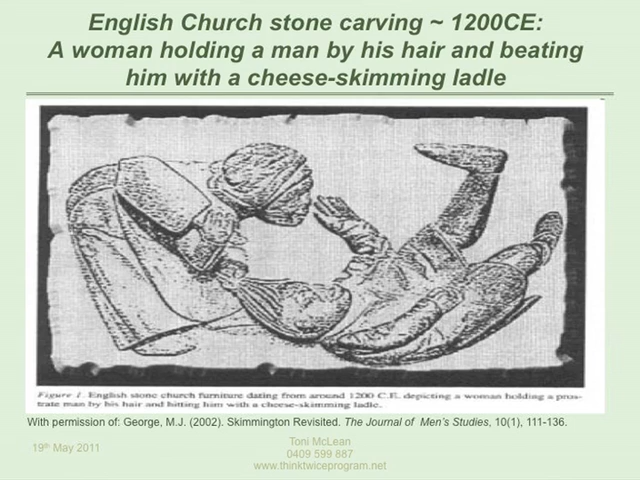 English Church stone carving ~ 1200CE:
A woman holding a man by his hair and beating
him with a cheese-skimming ladle
Figure 1. English stone church furniture dating from around 1200 C.E. depicting a woman holding a pros-
trate man by his hair and hitting him with a cheese-skimming ladle.
With permission of: George, M.J. (2002). Skimmington Revisited. The Journal of Men's Studies, 10(1), 111-136.
19th May 2011
Toni McLean
0409 599 887
www.thinktwiceprogram.net